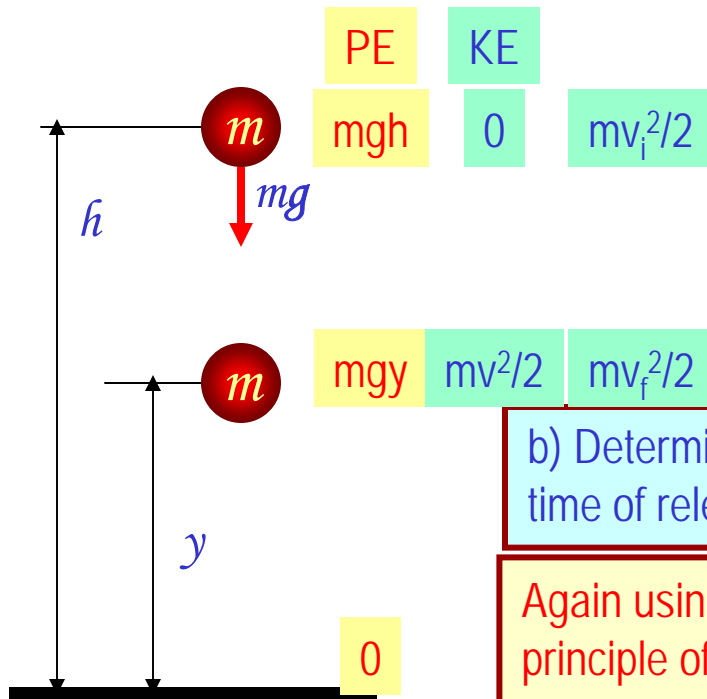 PE KE
m mgh 0 mvᵢ²/2
mg
h
m mgy mv²/2 mv_f²/2
b) Determi
time of rele
y
Again usin
0 principle of